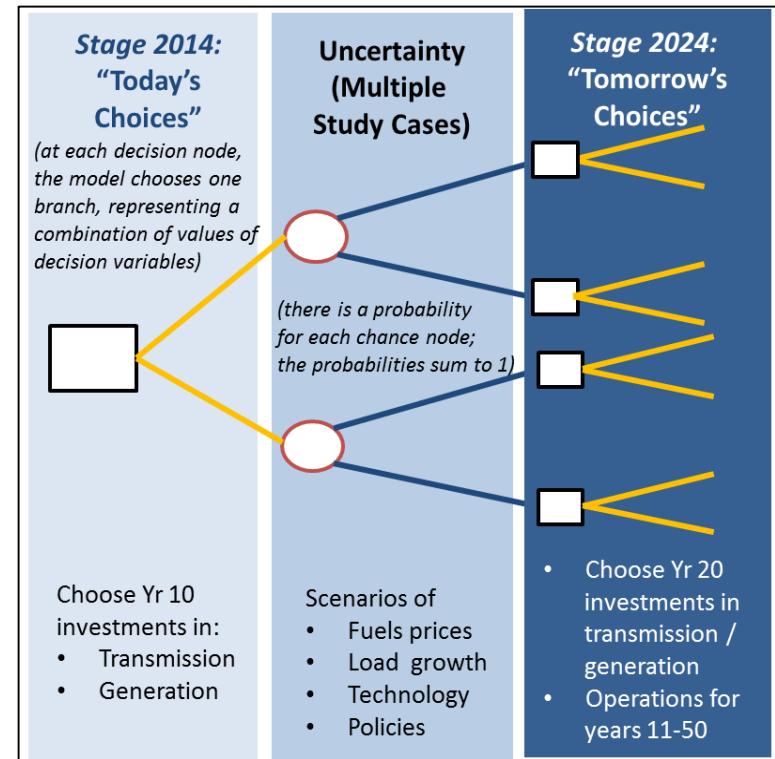 Stage 2014:
“Today’s
Choices”
(at each decision node,
the model chooses one
branch, representing a
combination of values of
decision variables)
Choose Yr 10
investments in:
• Transmission
• Generation
Uncertainty
(Multiple
Study Cases)
(there is a probability
for each chance node;
the probabilities sum to 1)
Scenarios of
• Fuels prices
• Load growth
• Technology
• Policies
Stage 2024:
“Tomorrow’s
Choices”
• Choose Yr 20
investments in
transmission /
generation
• Operations for
years 11-50